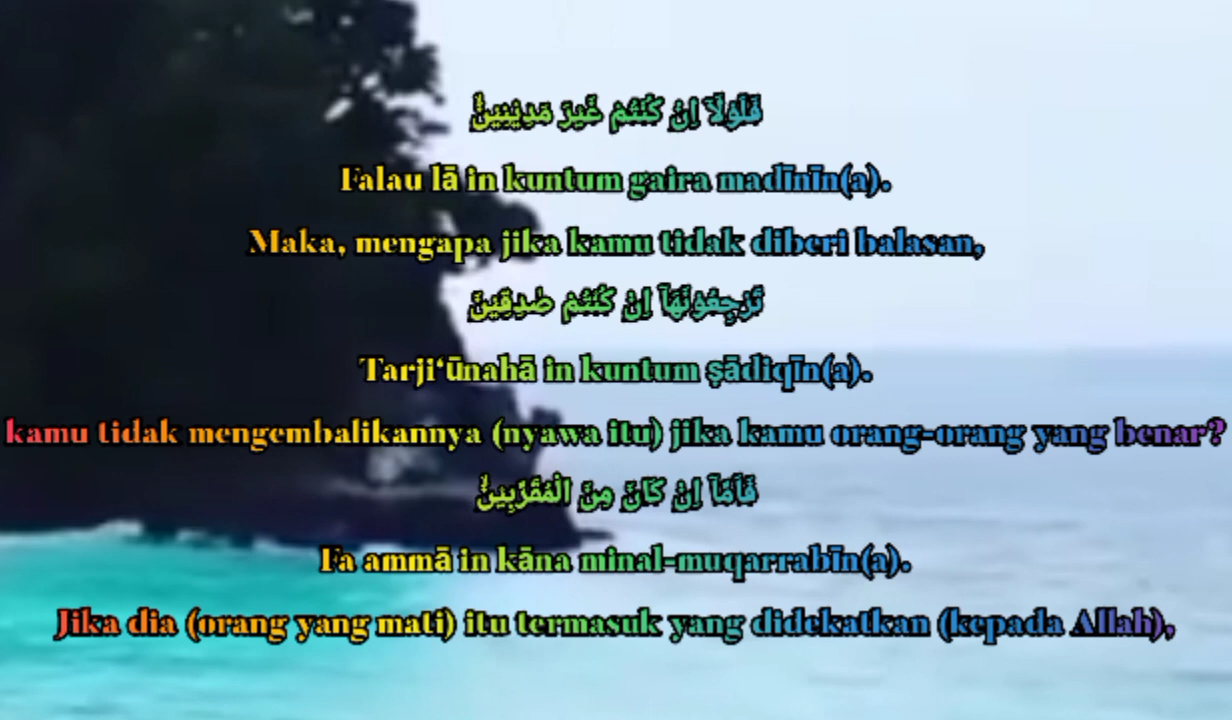 فَلَوْلَآ اِنْ كُنْتُمْ غَيْرَ مَدِيْنِيْنَۙ
Falau lā in kuntum gaira madīnīn(a).
Maka, mengapa jika kamu tidak diberi balasan,
تَرْجِعُوْنَهَآ اِنْ كُنْتُمْ صٰدِقِيْنَ
Tarji‘ūnahā in kuntum ṣādiqīn(a).
kamu tidak mengembalikannya (nyawa itu) jika kamu orang-orang yang benar?
فَاَمَّآ اِنْ كَانَ مِنَ الْمُقَرَّبِيْنَۙ
Fa ammā in kāna minal-muqarrabīn(a).
Jika dia (orang yang mati) itu termasuk yang didekatkan (kepada Allah),